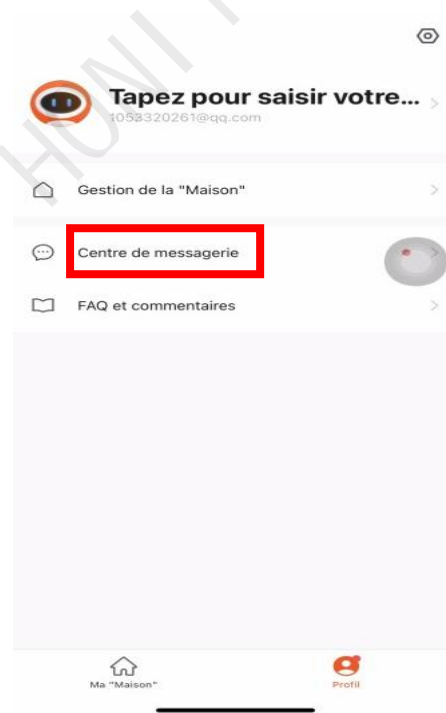 Tapez pour saisir votre...
1053320261@qq.com
Gestion de la "Maison"
Centre de messagerie
FAQ et commentaires
Ma "Maison"
Profil